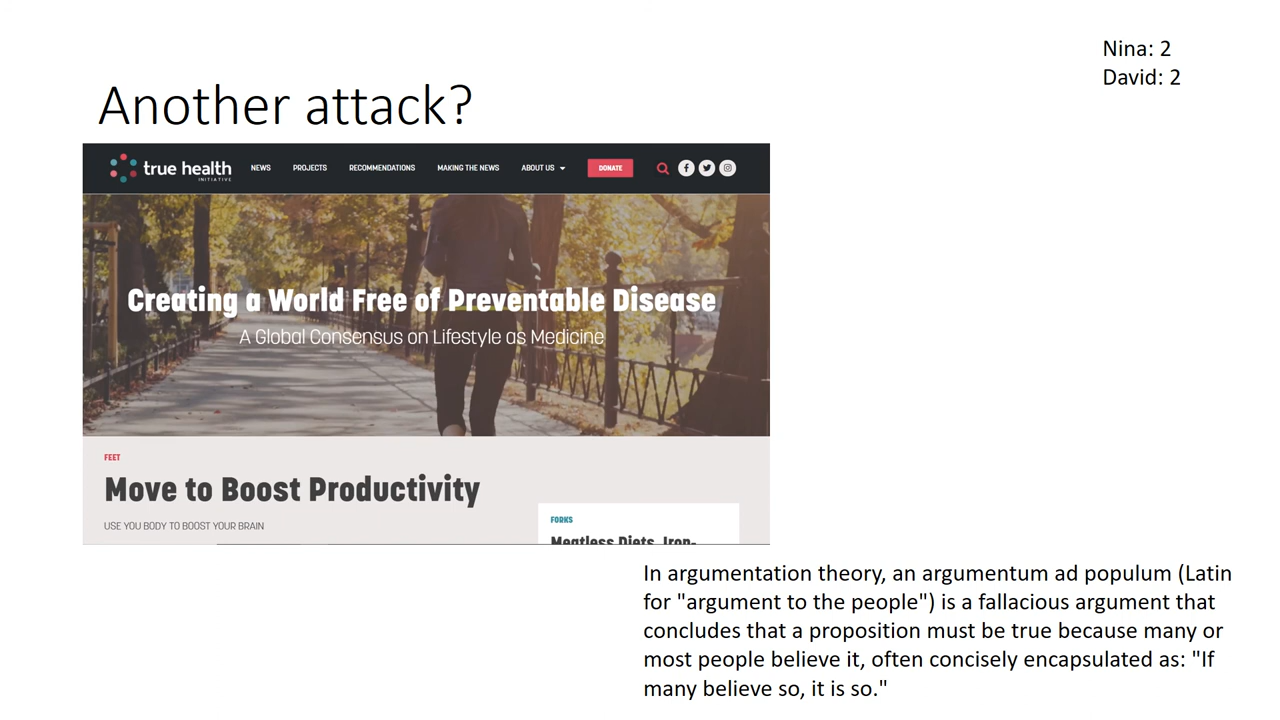 Nina: 2
David: 2
Another attack?
true health
INITIATIVE
NEWS
PROJECTS
RECOMMENDATIONS
MAKING THE NEWS
ABOUT US
DONATE
Creating a World Free of Preventable Disease
A Global Consensus on Lifestyle as Medicine
FEET
Move to Boost Productivity
USE YOU BODY TO BOOST YOUR BRAIN
FORKS
Meatless Diets, Iron-
In argumentation theory, an argumentum ad populum (Latin
for "argument to the people") is a fallacious argument that
concludes that a proposition must be true because many or
most people believe it, often concisely encapsulated as: "If
many believe so, it is so."